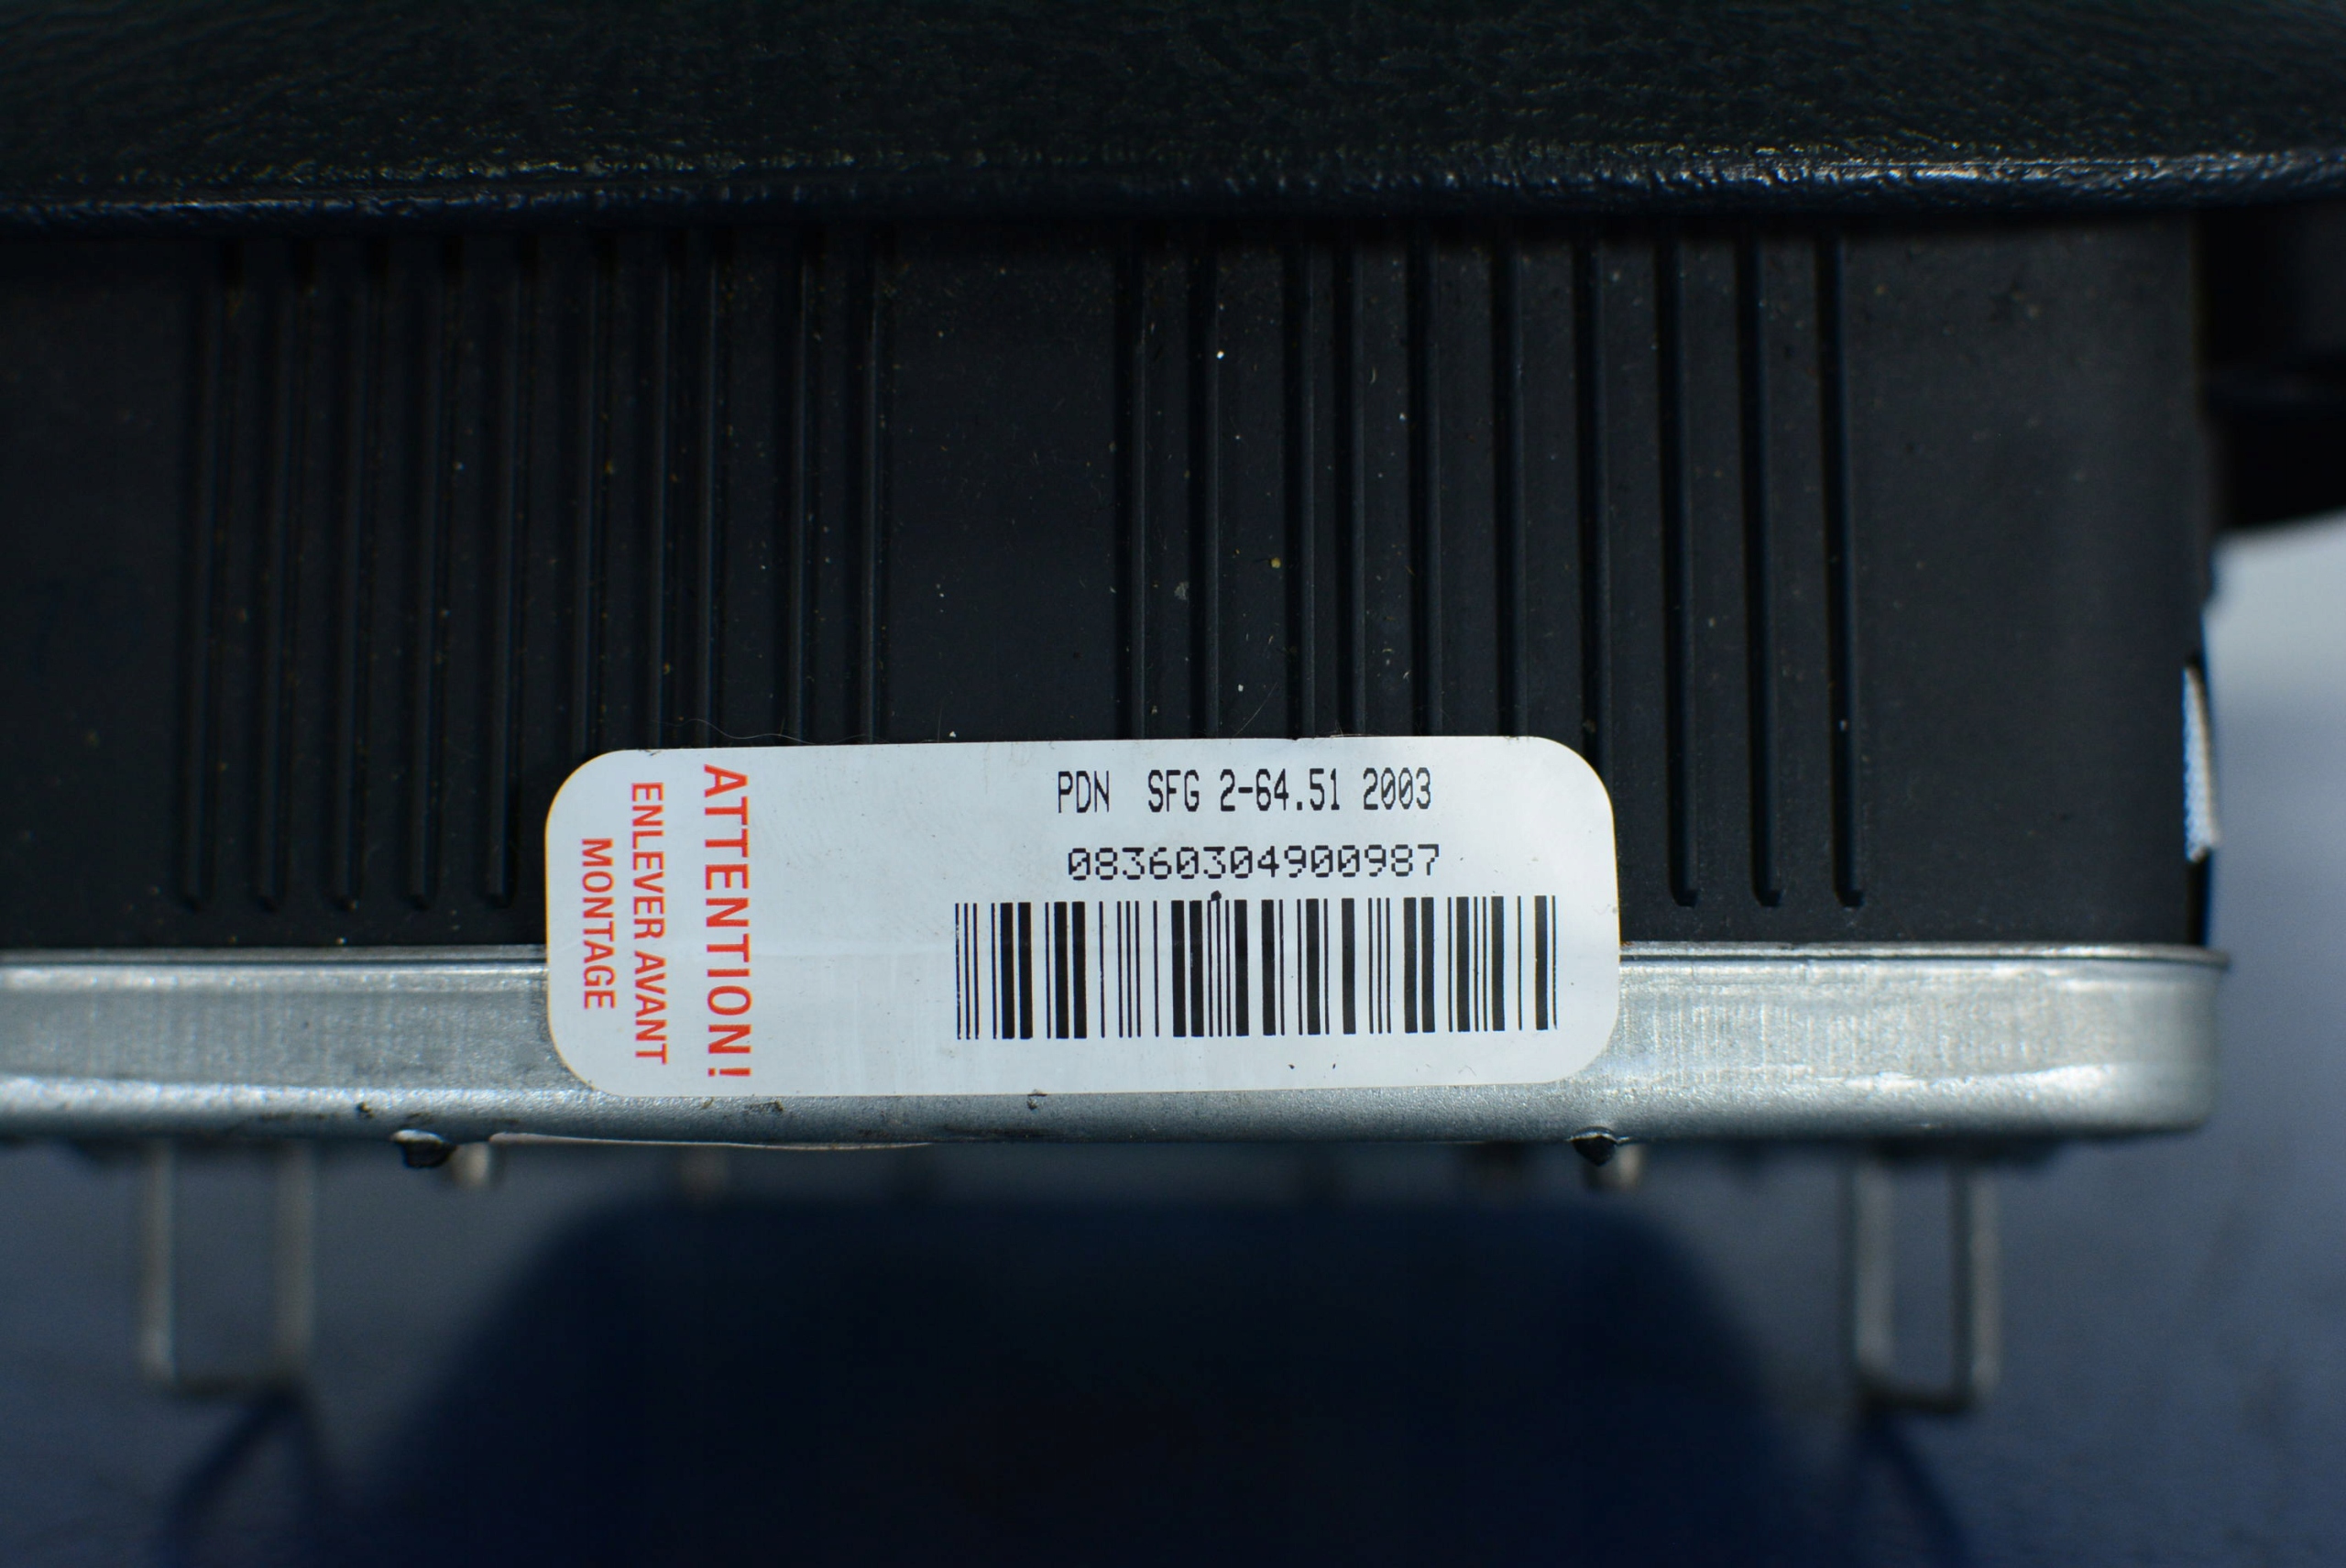 ATTENTION!
ENLEVER AVANT
MONTAGE
PDN SFG 2-64.51 2003
08360304900987